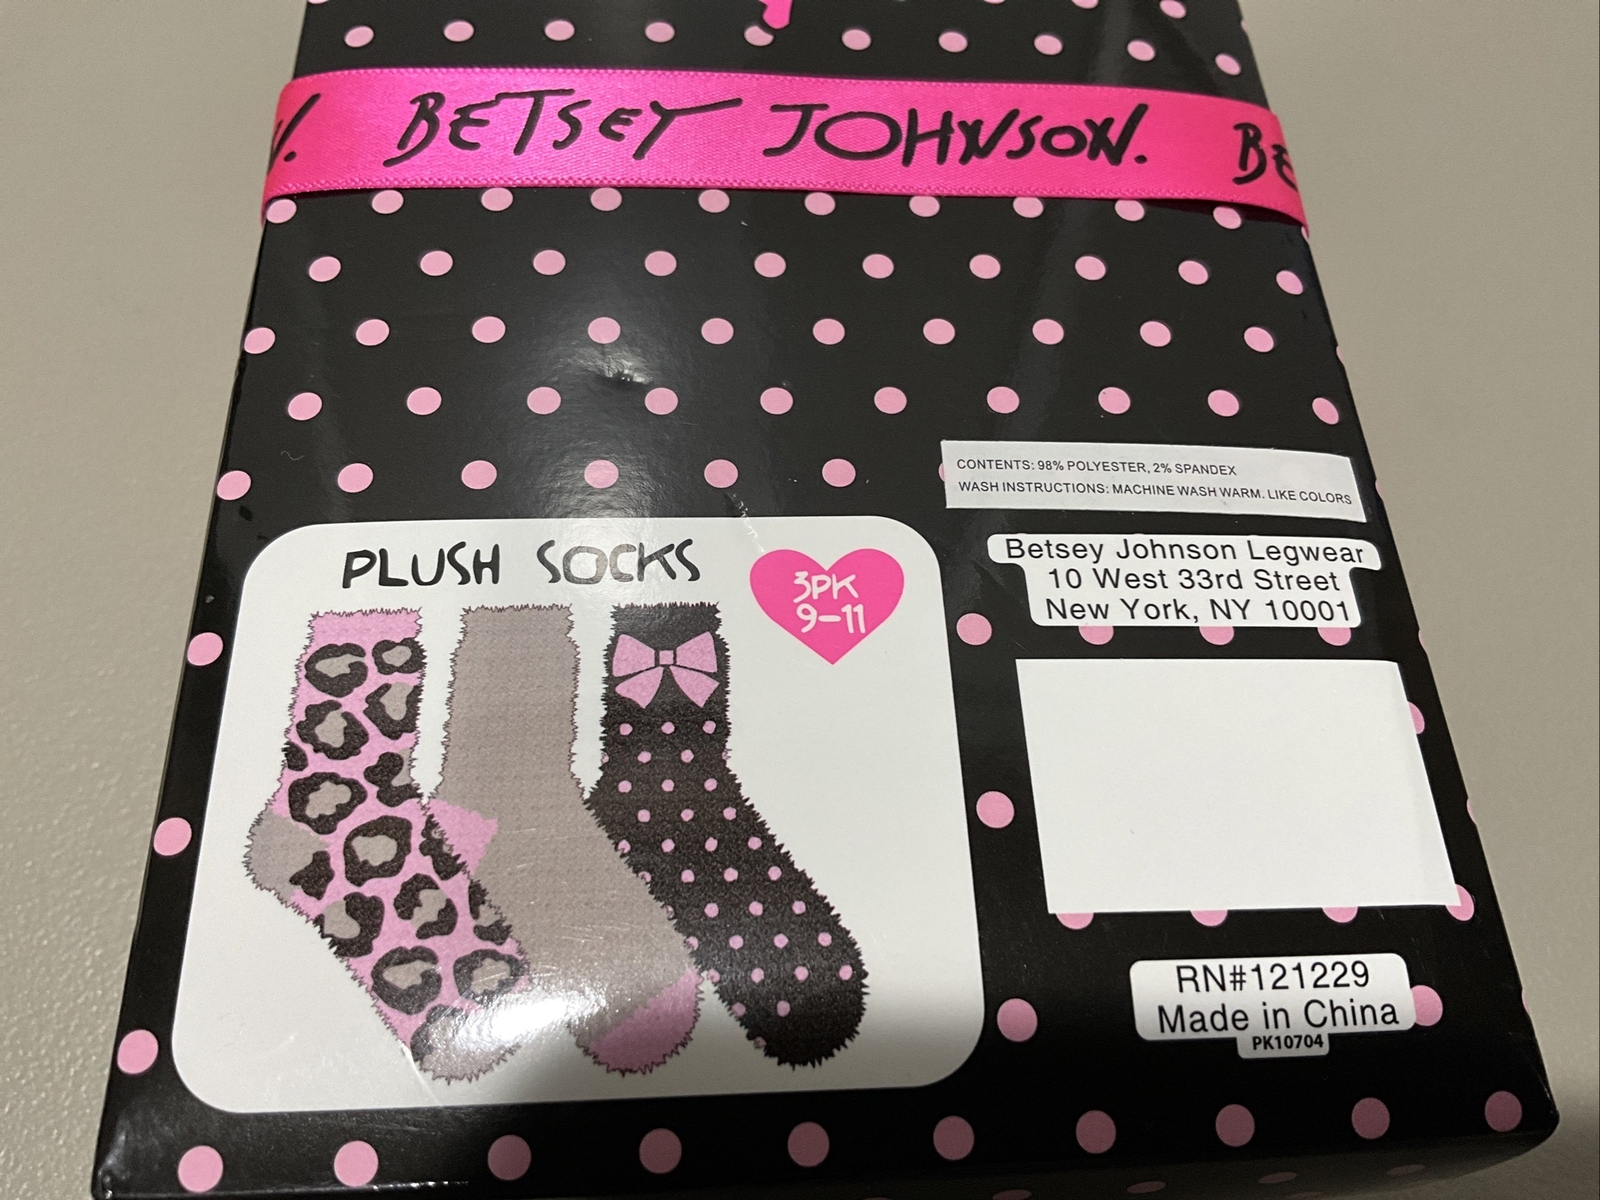 BETSEY JOHNSON.
CONTENTS: 98% POLYESTER, 2% SPANDEX
WASH INSTRUCTIONS: MACHINE WASH WARM. LIKE COLORS
PLUSH SOCKS
3PK
9-11
Betsey Johnson Legwear
10 West 33rd Street
New York, NY 10001
RN#121229
Made in China
PK10704